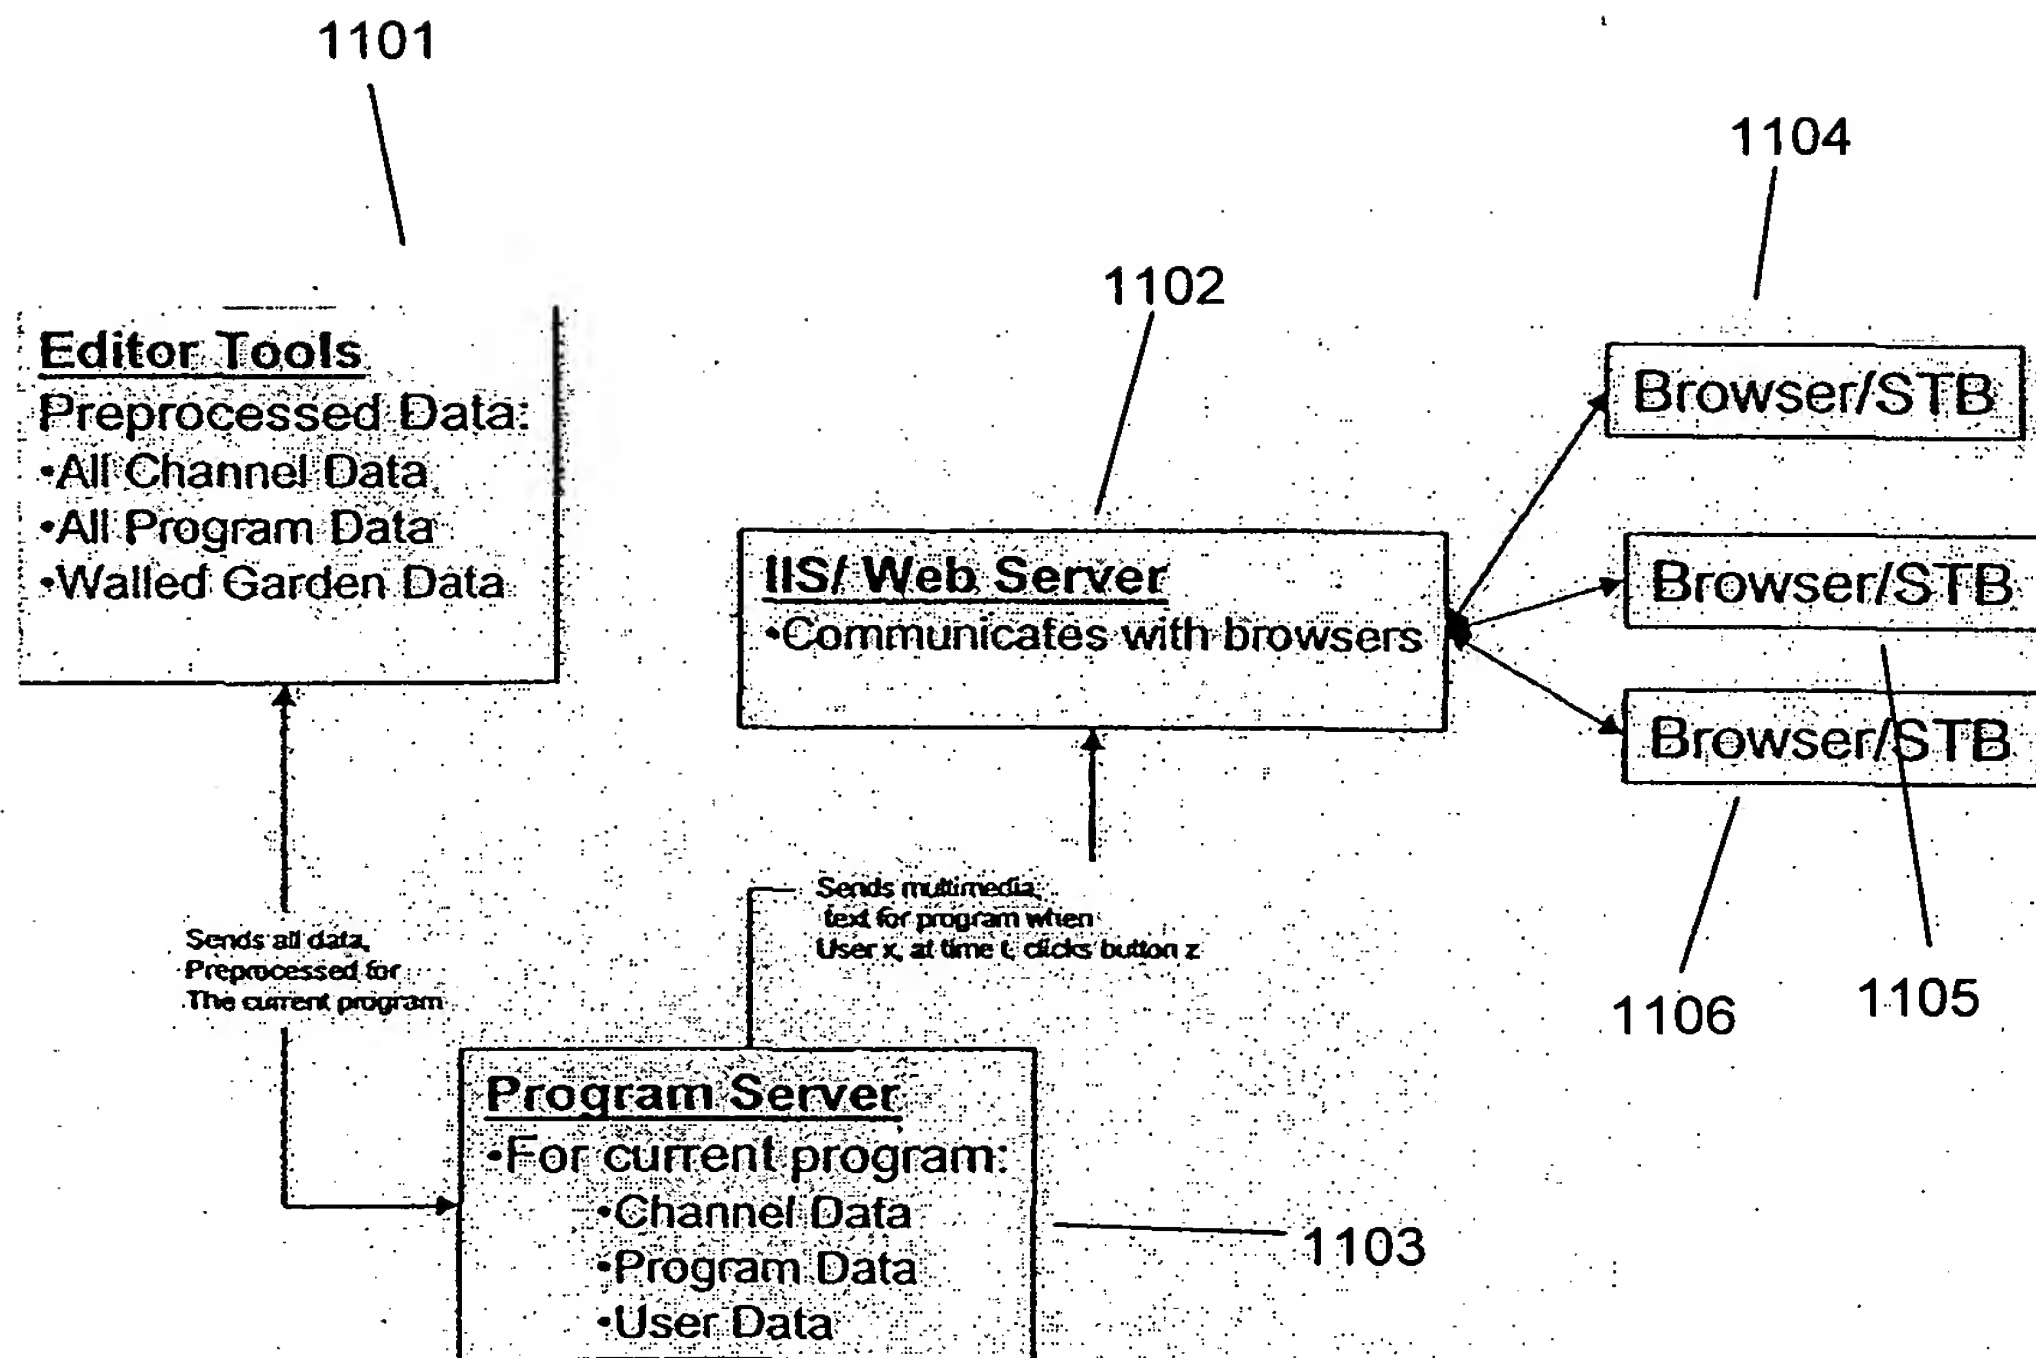 1101
1104
1102
Editor Tools
Preprocessed Data:
•All Channel Data
•All Program Data
•Walled Garden Data
IIS/ Web Server
•Communicates with browsers
Browser/STB
Browser/STB
Browser/STB
Sends all data,
Preprocessed for
The current program
Sends multimedia,
text for program when
User x, at time t, clicks button z
1106
1105
Program Server
•For current program:
•Channel Data
•Program Data
•User Data
1103